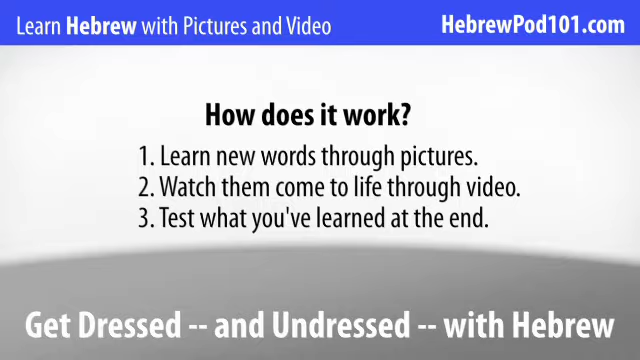 Learn Hebrew with Pictures and Video
HebrewPod101.com
How does it work?
1. Learn new words through pictures.
2. Watch them come to life through video.
3. Test what you've learned at the end.
Get Dressed -- and Undressed -- with Hebrew